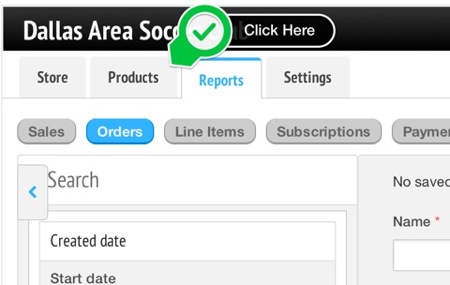 Dallas Area Soc
Click Here
Store Products Reports Settings
Sales Orders Line Items Subscriptions
Search
No saved
Created date
Name *
Start date